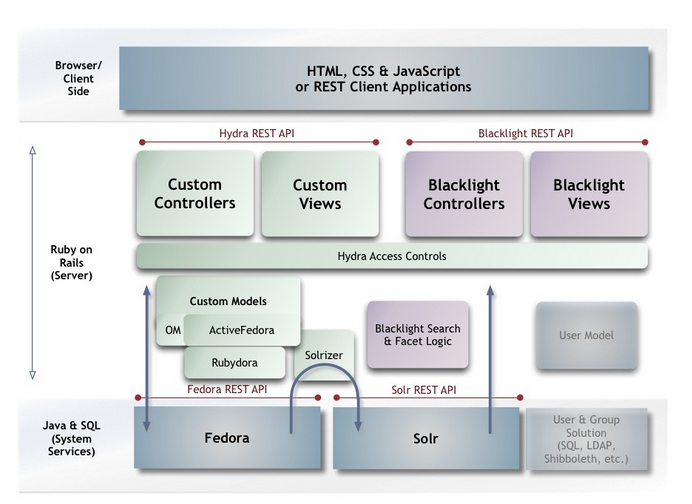 Browser/
Client
Side
HTML, CSS & JavaScript
or REST Client Applications
Hydra REST API
Blacklight REST API
Custom
Controllers
Custom
Views
Blacklight
Controllers
Blacklight
Views
Ruby on
Rails
(Server)
Hydra Access Controls
Custom Models
OM
ActiveFedora
Rubydora
Solrizer
Blacklight Search
& Facet Logic
User Model
Fedora REST API
Solr REST API
Java & SQL
(System
Services)
Fedora
Solr
User & Group
Solution
(SQL, LDAP,
Shibboleth, etc.)